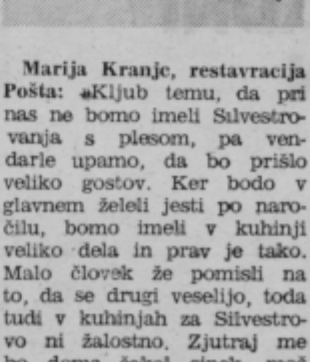 Marija Kranjc, restavracija
Pošta: »Kljub temu, da pri
nas ne bomo imeli Silvestro-
vanja s plesom, pa ven-
darle upamo, da bo prišlo
veliko gostov. Ker bodo v
glavnem želeli jesti po naro-
čilu, bomo imeli v kuhinji
veliko dela in prav je tako.
Malo človek že pomisli na
to, da se drugi veselijo, toda
tudi v kuhinjah za Silvestro-
vo ni žalostno. Zjutraj me